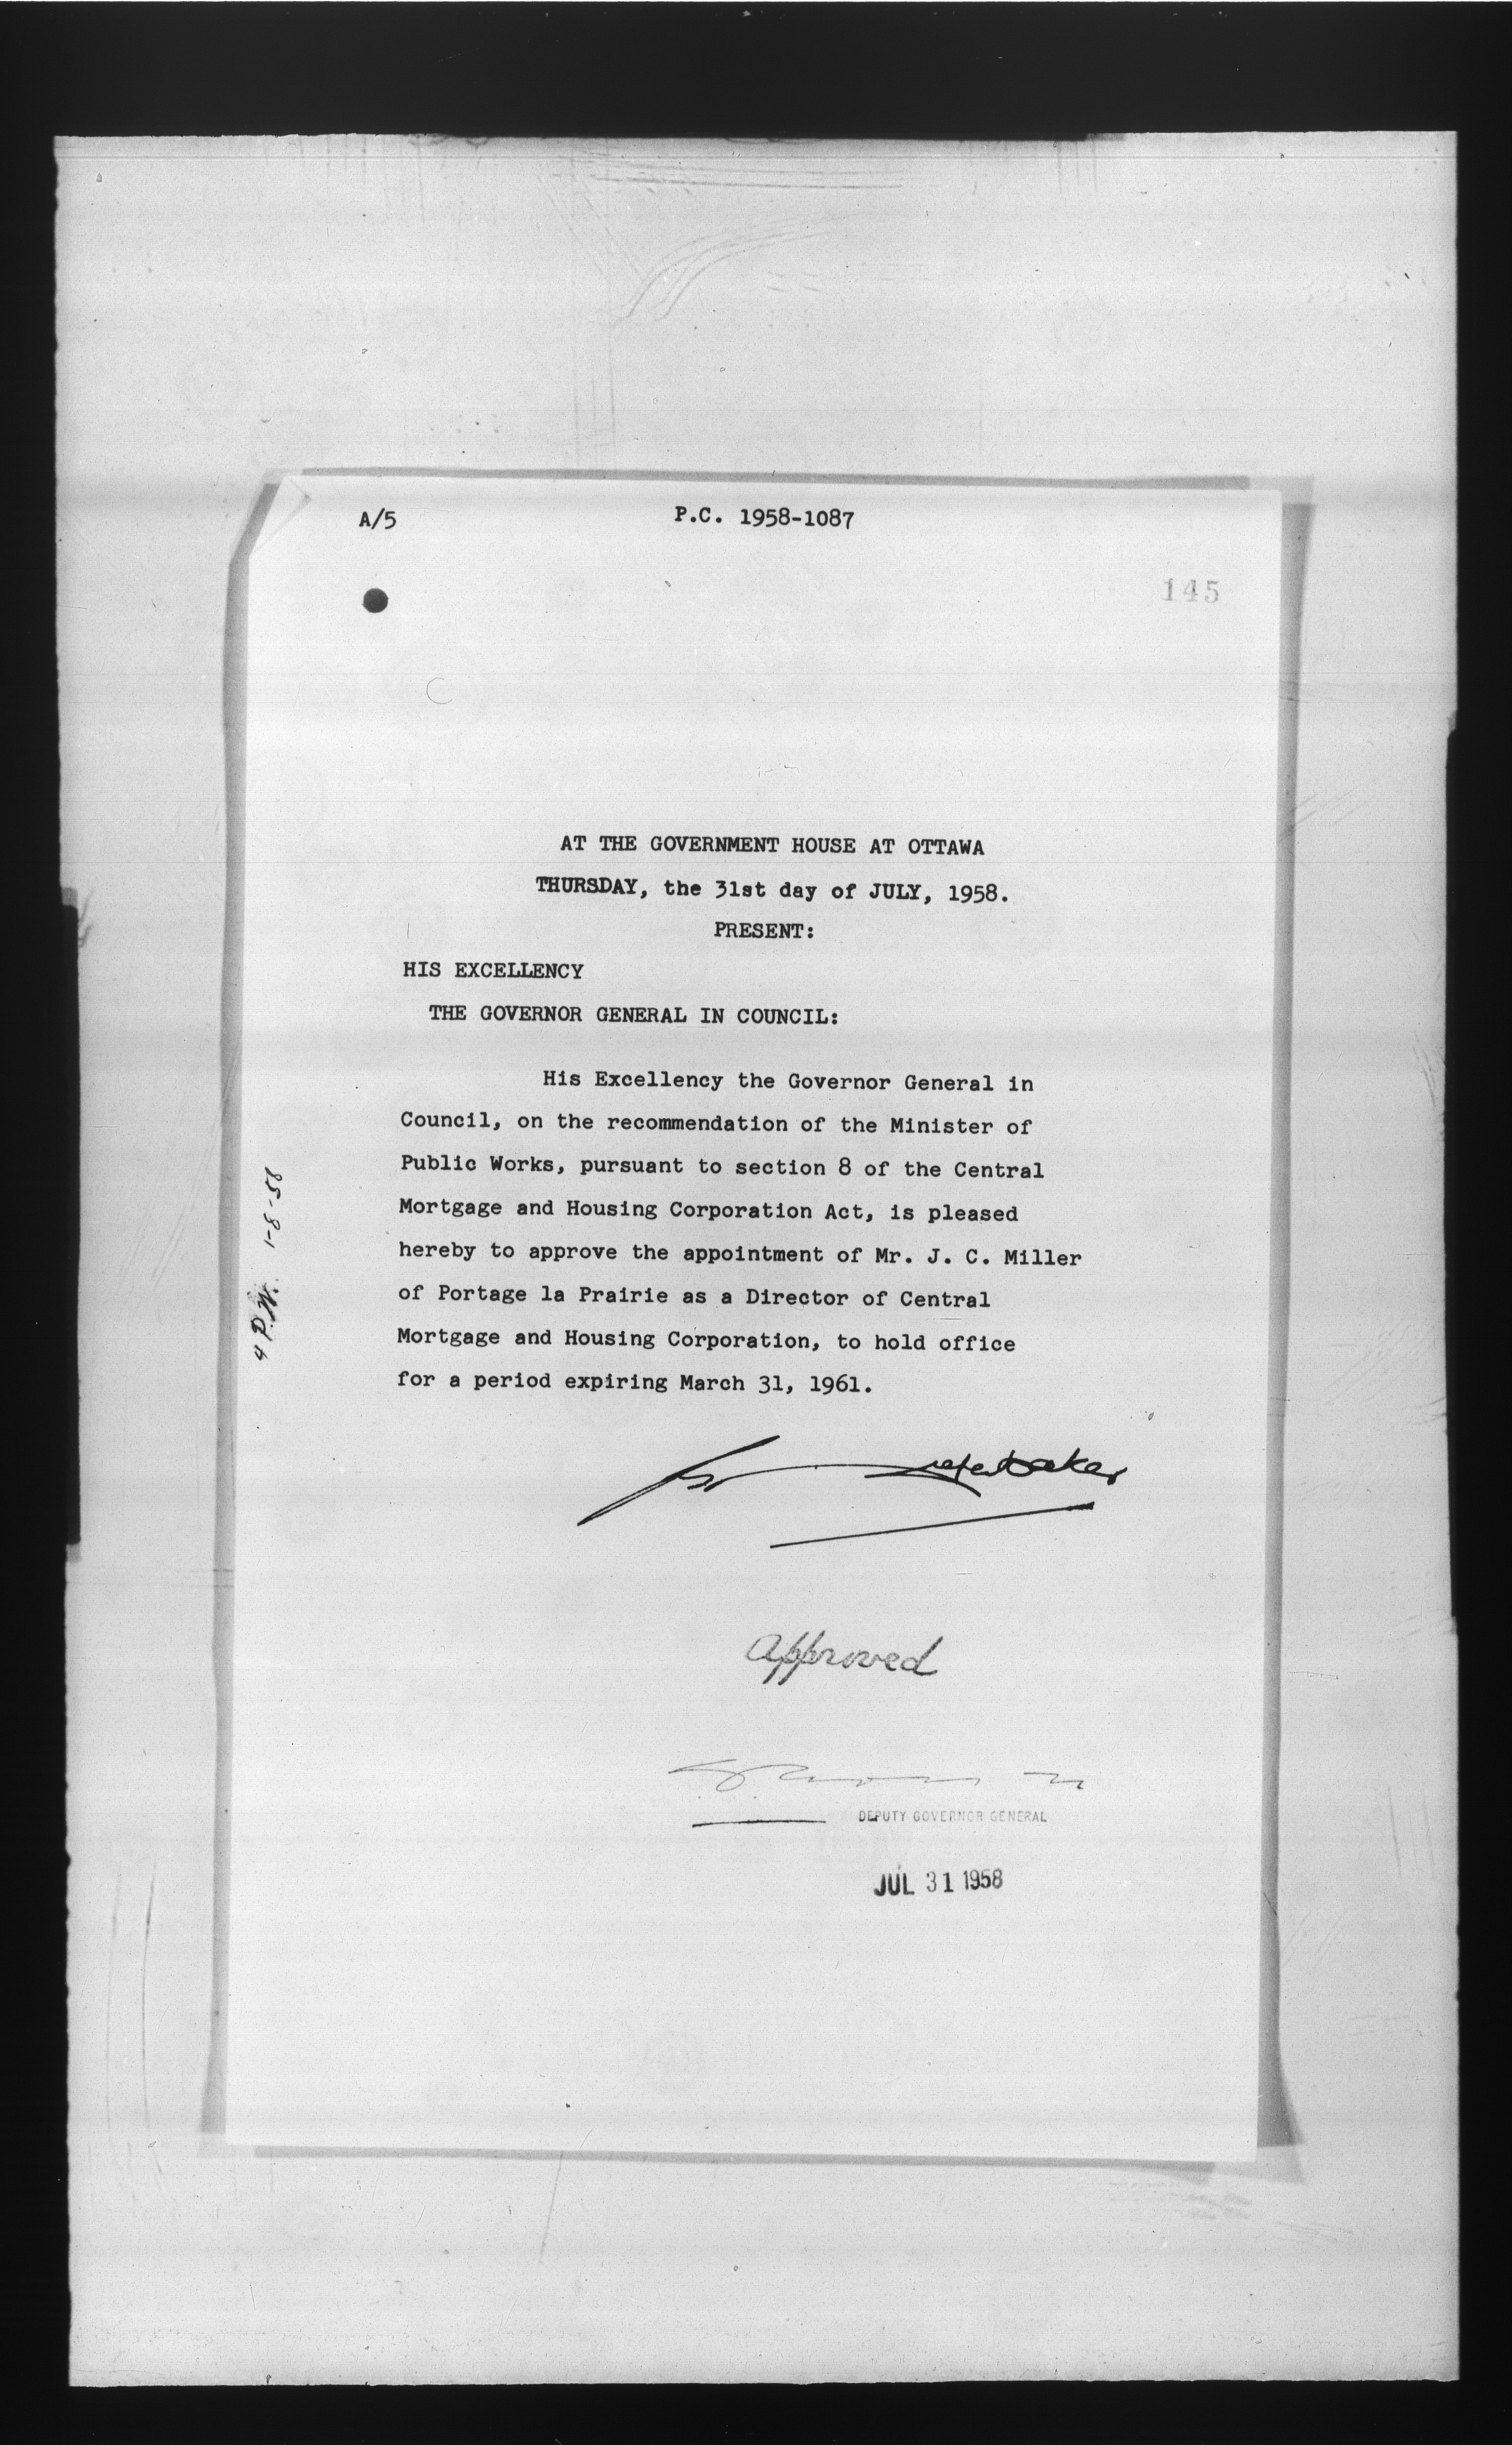 A/5
P.C. 1958-1087
145
C
AT THE GOVERNMENT HOUSE AT OTTAWA
THURSDAY, the 31st day of JULY, 1958.
PRESENT:
HIS EXCELLENCY
THE GOVERNOR GENERAL IN COUNCIL:
His Excellency the Governor General in
Council, on the recommendation of the Minister of
Public Works, pursuant to section 8 of the Central
Mortgage and Housing Corporation Act, is pleased
hereby to approve the appointment of Mr. J. C. Miller
of Portage la Prairie as a Director of Central
Mortgage and Housing Corporation, to hold office
for a period expiring March 31, 1961.
4 P.W. 1-8-58
Approved
DEPUTY GOVERNOR GENERAL
JUL 31 1958